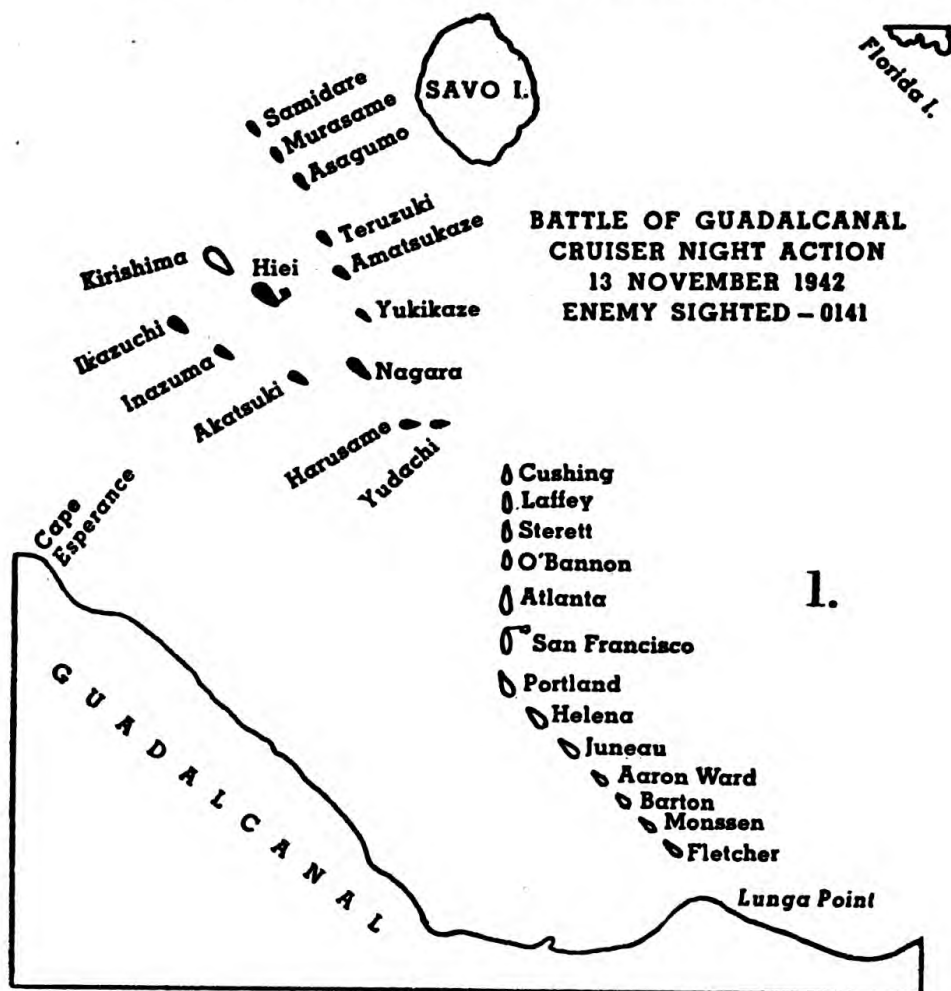 SAVO I.
Florida I.
Samidare
Murasame
Asagumo
Teruzuki
Amatsukaze
Kirishima
Hiei
Yukikaze
Ikazuchi
Inazuma
Nagara
Akatsuki
Harusame
Yudachi
BATTLE OF GUADALCANAL
CRUISER NIGHT ACTION
13 NOVEMBER 1942
ENEMY SIGHTED – 0141
Cushing
Laffey
Sterett
O'Bannon
Atlanta
San Francisco
Portland
Helena
Juneau
Aaron Ward
Barton
Monssen
Fletcher
1.
Cape
Esperance
GUADALCANAL
Lunga Point